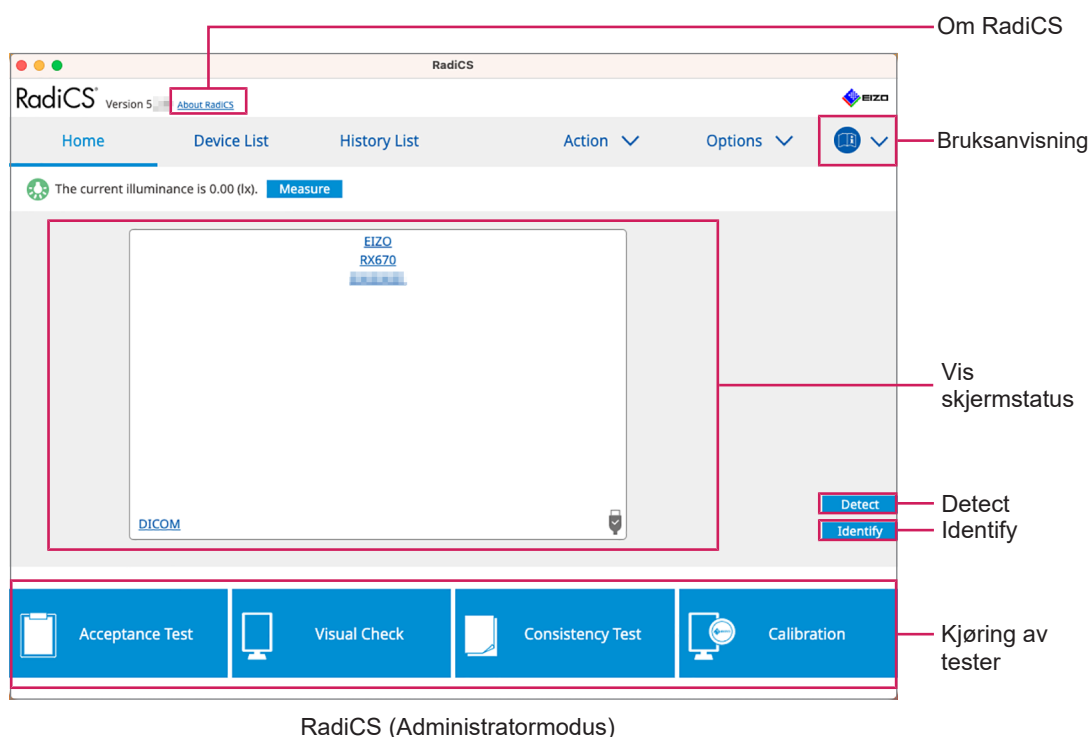 Om RadiCS
RadiCS
RadiCS Version 5. About RadiCS
EIZO
Home Device List History List Action Options
Bruksanvisning
The current illuminance is 0.00 (lx). Measure
EIZO
RX670
Vis
skjermstatus
Detect
Detect
DICOM
Identify
Identify
Acceptance Test Visual Check Consistency Test Calibration
Kjøring av
tester
RadiCS (Administratormodus)